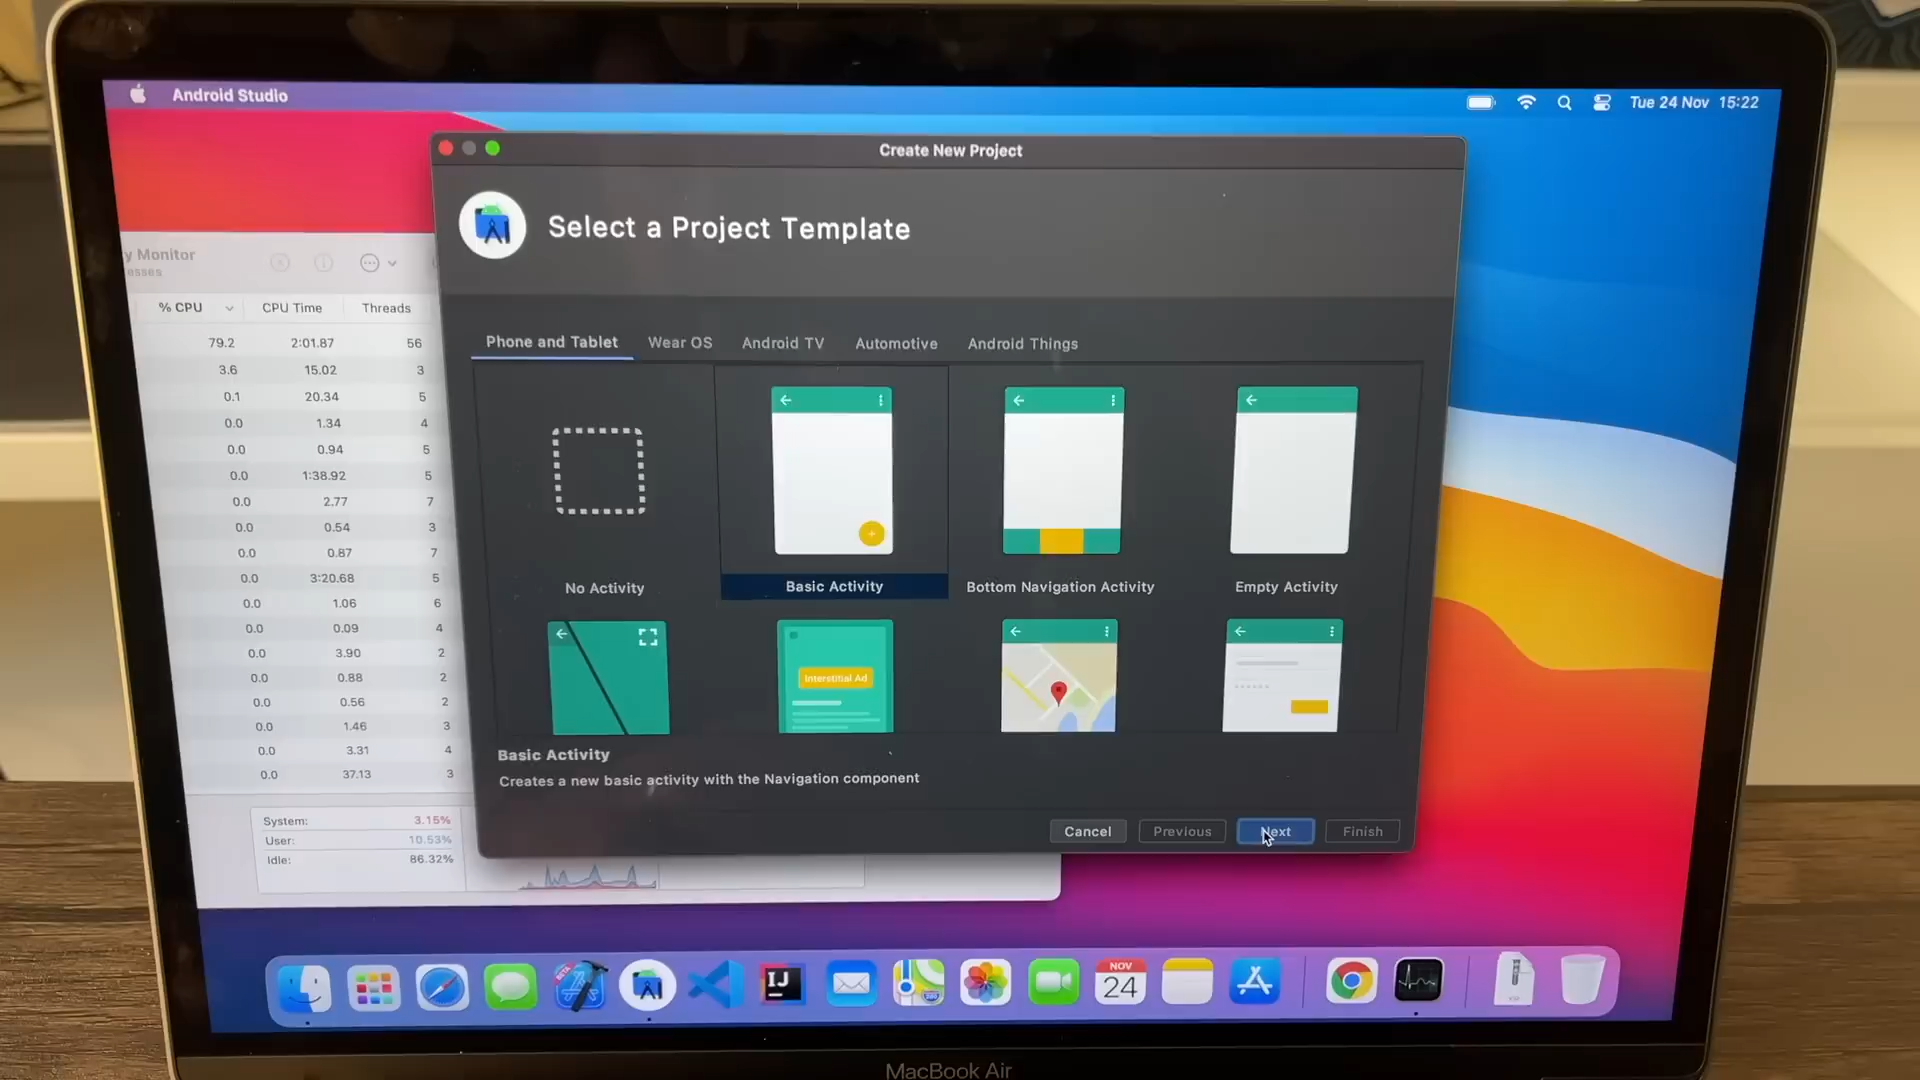 Android Studio
Tue 24 Nov 15:22
Create New Project
Select a Project Template
Phone and Tablet Wear OS Android TV Automotive Android Things
No Activity
Basic Activity
Bottom Navigation Activity
Empty Activity
Interstitial Ad
Basic Activity
Creates a new basic activity with the Navigation component
Cancel Previous Next Finish
y Monitor
esses
% CPU CPU Time Threads
79.2 2:01.87 56
3.6 15.02 3
0.1 20.34 5
0.0 1.34 4
0.0 0.94 5
0.0 1:38.92 5
0.0 2.77 7
0.0 0.54 3
0.0 0.87 7
0.0 3:20.68 5
0.0 1.06 6
0.0 0.09 4
0.0 3.90 2
0.0 0.88 2
0.0 0.56 2
0.0 1.46 3
0.0 3.31 4
0.0 37.13 3
System: 3.15%
User: 10.53%
Idle: 86.32%
BETA
IJ
NOV
24
MacBook Air